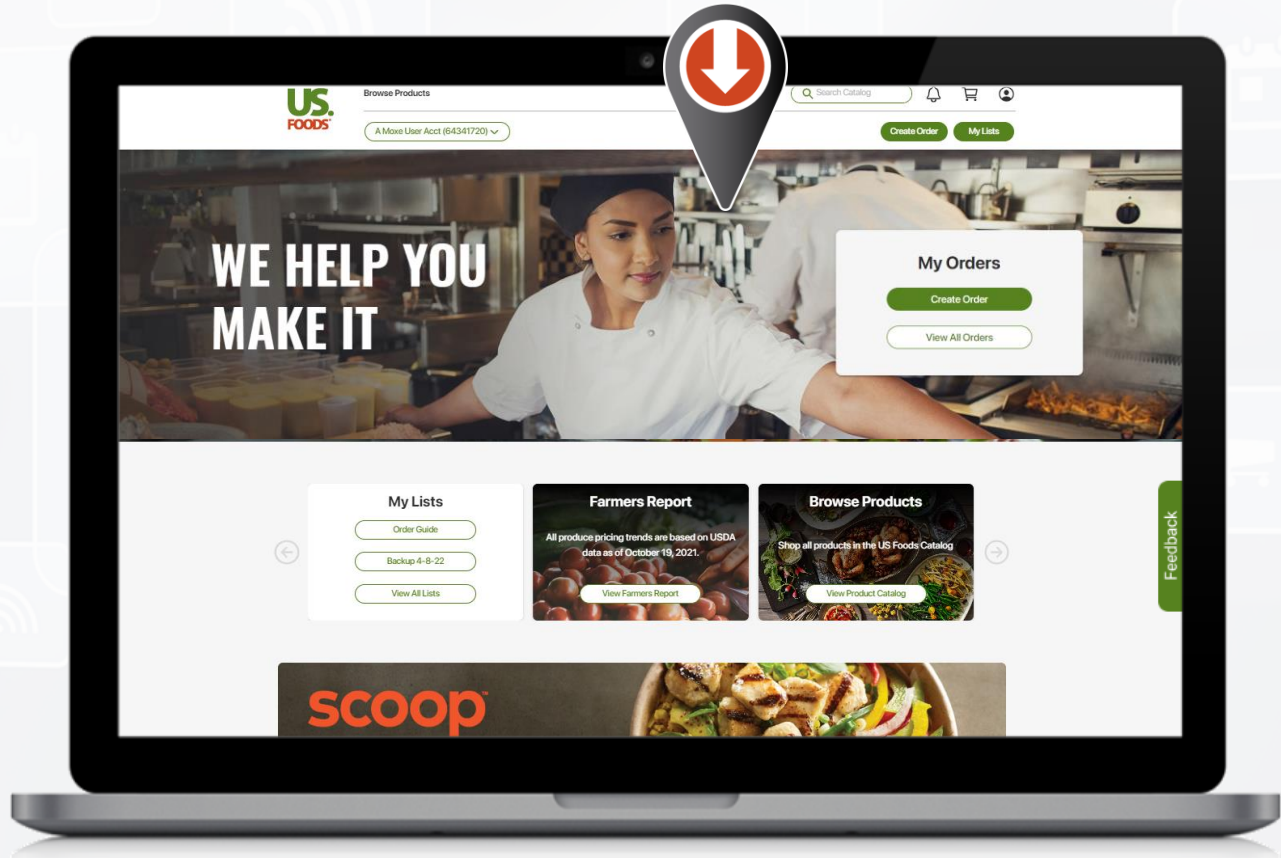 US.
FOODS
Browse Products
Search Catalog
A Moxe User Acct (64341720)
Create Order
My Lists
WE HELP YOU
MAKE IT
My Orders
Create Order
View All Orders
My Lists
Order Guide
Backup 4-8-22
View All Lists
Farmers Report
All produce pricing trends are based on USDA
data as of October 19, 2021.
View Farmers Report
Browse Products
Shop all products in the US Foods Catalog
View Product Catalog
Feedback
scoop™